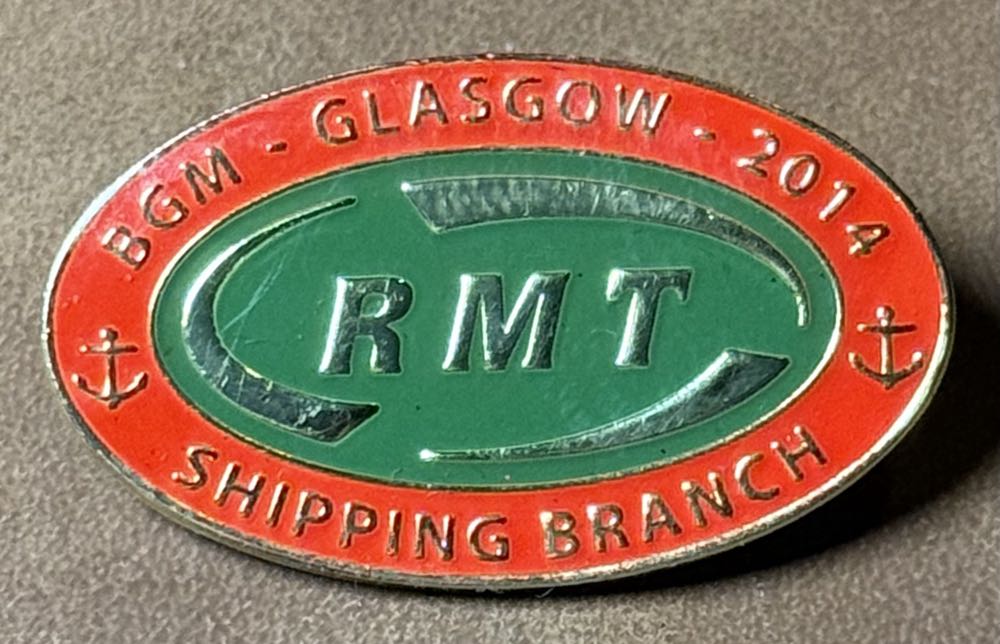 BGM - GLASGOW - 2014
RMT
SHIPPING BRANCH